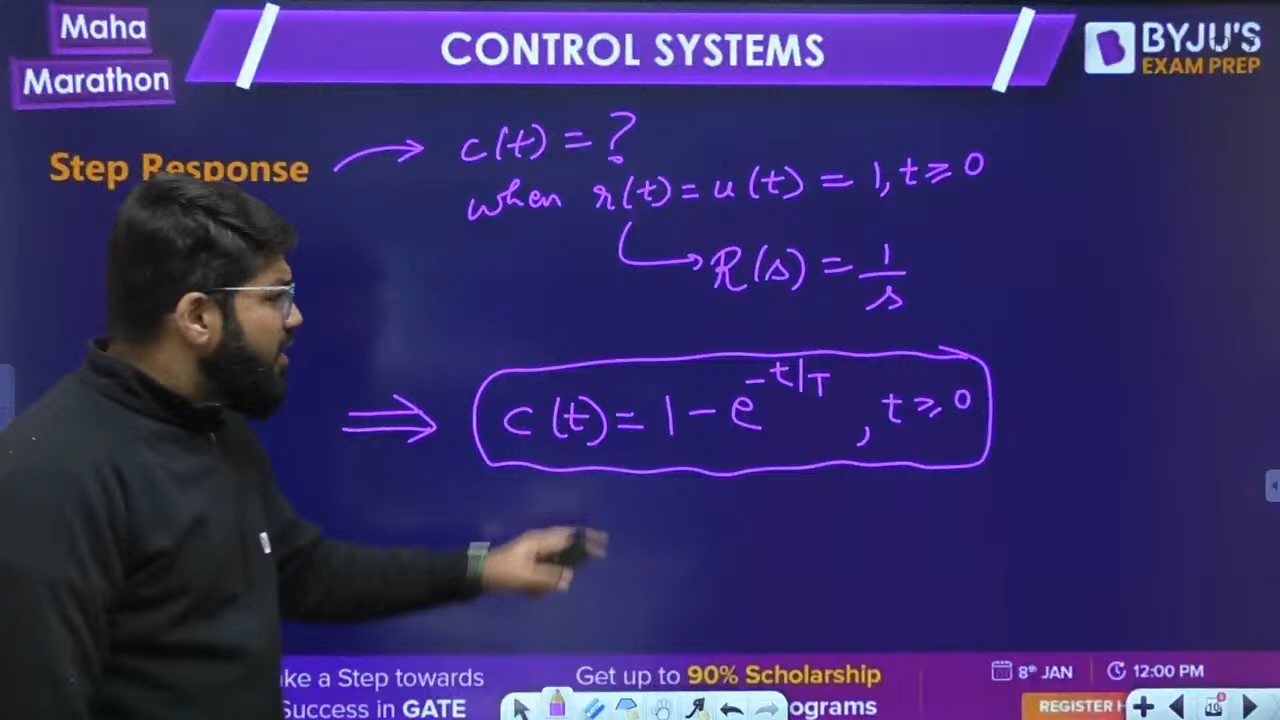 Maha
Marathon
CONTROL SYSTEMS
BYJU'S
EXAM PREP
Step Response
c(t) = ?
when r(t) = u(t) = 1, t ≥ 0
R(s) = 1/s
⇒ c(t) = 1 - e^{-t/T} , t ≥ 0
ke a Step towards
Success in GATE
Get up to 90% Scholarship
ograms
8th JAN
12:00 PM
REGISTER